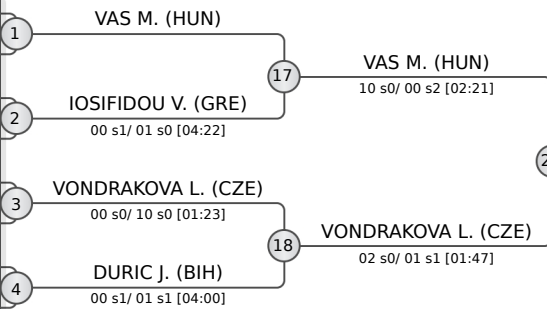 VAS M. (HUN)
1
17
VAS M. (HUN)
10 s0/ 00 s2 [02:21]
IOSIFIDOU V. (GRE)
2
00 s1/ 01 s0 [04:22]
VONDRAKOVA L. (CZE)
3
00 s0/ 10 s0 [01:23]
18
VONDRAKOVA L. (CZE)
02 s0/ 01 s1 [01:47]
DURIC J. (BIH)
4
00 s1/ 01 s1 [04:00]